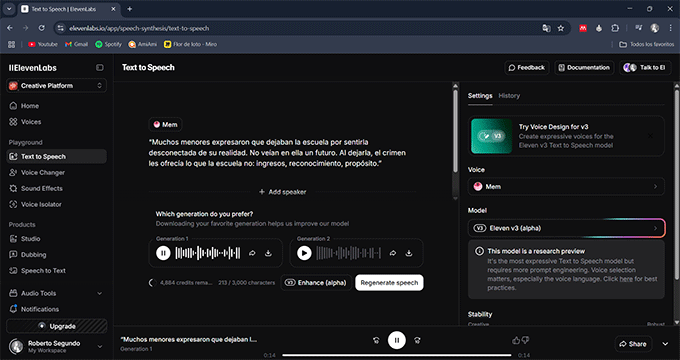 Text to Speech | ElevenLabs
elevenlabs.io/app/speech-synthesis/text-to-speech
Youtube
Gmail
Spotify
AmiAmi
Flor de loto - Miro
Todos los favoritos
IIElevenLabs
Creative Platform
Home
Voices
Playground
Text to Speech
Voice Changer
Sound Effects
Voice Isolator
Products
Studio
Dubbing
Speech to Text
Audio Tools
Notifications
Upgrade
Roberto Segundo
My Workspace
Text to Speech
Feedback
Documentation
Talk to El
Mem
"Muchos menores expresaron que dejaban la escuela por sentirla
desconectada de su realidad. No veían en ella un futuro. Al dejarla, el crimen
les ofrecía lo que la escuela no: ingresos, reconocimiento, propósito."
+ Add speaker
Which generation do you prefer?
Downloading your favorite generation helps us improve our model
Generation 1
Generation 2
4,884 credits rema...
213 / 3,000 characters
V3 Enhance (alpha)
Regenerate speech
Settings
History
V3
Try Voice Design for v3
Create expressive voices for the
Eleven v3 Text to Speech model
Voice
Mem
Model
V3 Eleven v3 (alpha)
This model is a research preview
It's the most expressive Text to Speech model but
requires more prompt engineering. Voice selection
matters, especially the voice language. Click here for best
practices.
Stability
Creative
Robust
"Muchos menores expresaron que dejaban l...
Generation 1
0:14
0:14
Share